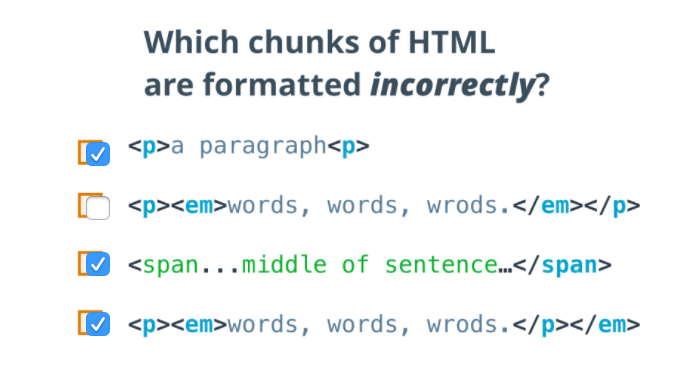 Which chunks of HTML
are formatted incorrectly?
<p>a paragraph<p>
<p><em>words, words, wrods.</em></p>
<span...middle of sentence…</span>
<p><em>words, words, wrods.</p></em>